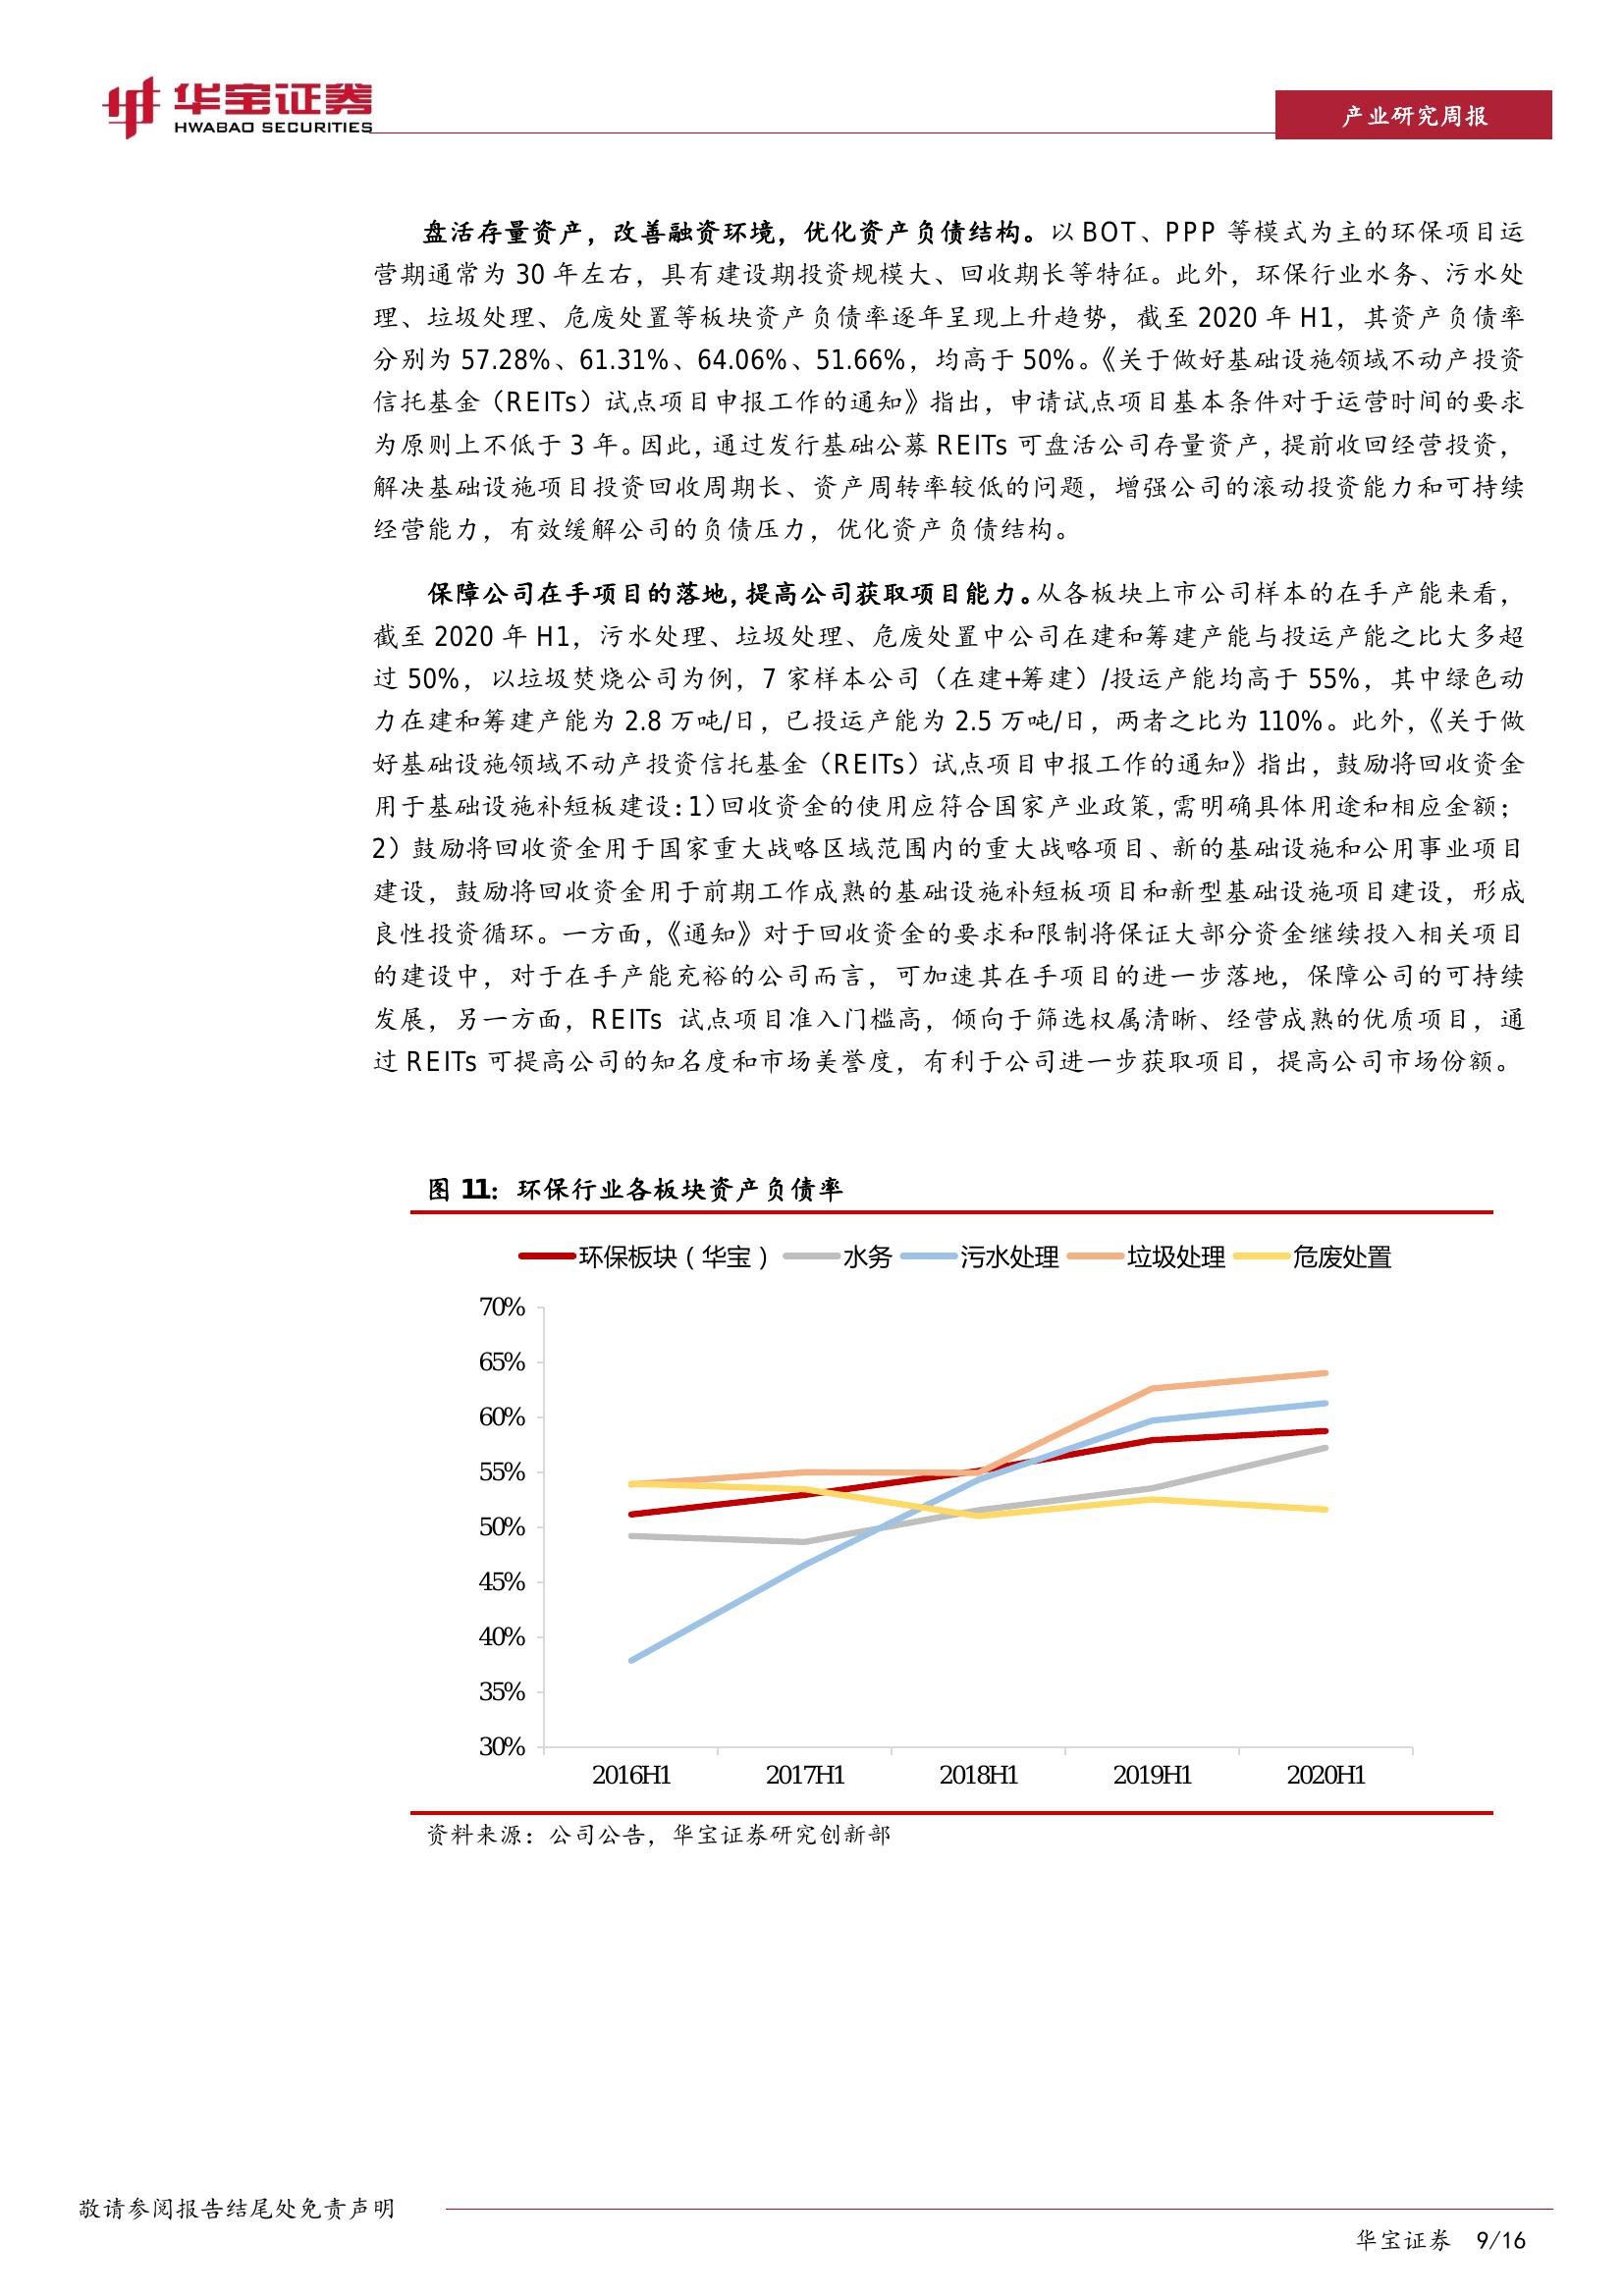 华宝证券
HWABAO SECURITIES
产业研究周报
盘活存量资产，改善融资环境，优化资产负债结构。以 BOT、PPP 等模式为主的环保项目运
营期通常为 30 年左右，具有建设期投资规模大、回收期长等特征。此外，环保行业水务、污水处
理、垃圾处理、危废处置等板块资产负债率逐年呈现上升趋势，截至 2020 年 H1，其资产负债率
分别为 57.28%、61.31%、64.06%、51.66%，均高于 50%。《关于做好基础设施领域不动产投资
信托基金（REITs）试点项目申报工作的通知》指出，申请试点项目基本条件对于运营时间的要求
为原则上不低于 3 年。因此，通过发行基础公募 REITs 可盘活公司存量资产，提前收回经营投资，
解决基础设施项目投资回收周期长、资产周转率较低的问题，增强公司的滚动投资能力和可持续
经营能力，有效缓解公司的负债压力，优化资产负债结构。
保障公司在手项目的落地，提高公司获取项目能力。从各板块上市公司样本的在手产能来看，
截至 2020 年 H1，污水处理、垃圾处理、危废处置中公司在建和筹建产能与投运产能之比大多超
过 50%，以垃圾焚烧公司为例，7 家样本公司（在建+筹建）/投运产能均高于 55%，其中绿色动
力在建和筹建产能为 2.8 万吨/日，已投运产能为 2.5 万吨/日，两者之比为 110%。此外，《关于做
好基础设施领域不动产投资信托基金（REITs）试点项目申报工作的通知》指出，鼓励将回收资金
用于基础设施补短板建设：1）回收资金的使用应符合国家产业政策，需明确具体用途和相应金额；
2）鼓励将回收资金用于国家重大战略区域范围内的重大战略项目、新的基础设施和公用事业项目
建设，鼓励将回收资金用于前期工作成熟的基础设施补短板项目和新型基础设施项目建设，形成
良性投资循环。一方面，《通知》对于回收资金的要求和限制将保证大部分资金继续投入相关项目
的建设中，对于在手产能充裕的公司而言，可加速其在手项目的进一步落地，保障公司的可持续
发展，另一方面，REITs 试点项目准入门槛高，倾向于筛选权属清晰、经营成熟的优质项目，通
过 REITs 可提高公司的知名度和市场美誉度，有利于公司进一步获取项目，提高公司市场份额。
图 11：环保行业各板块资产负债率
环保板块（华宝） 水务 污水处理 垃圾处理 危废处置
70%
65%
60%
55%
50%
45%
40%
35%
30%
2016H1 2017H1 2018H1 2019H1 2020H1
资料来源：公司公告，华宝证券研究创新部
敬请参阅报告结尾处免责声明
华宝证券 9/16